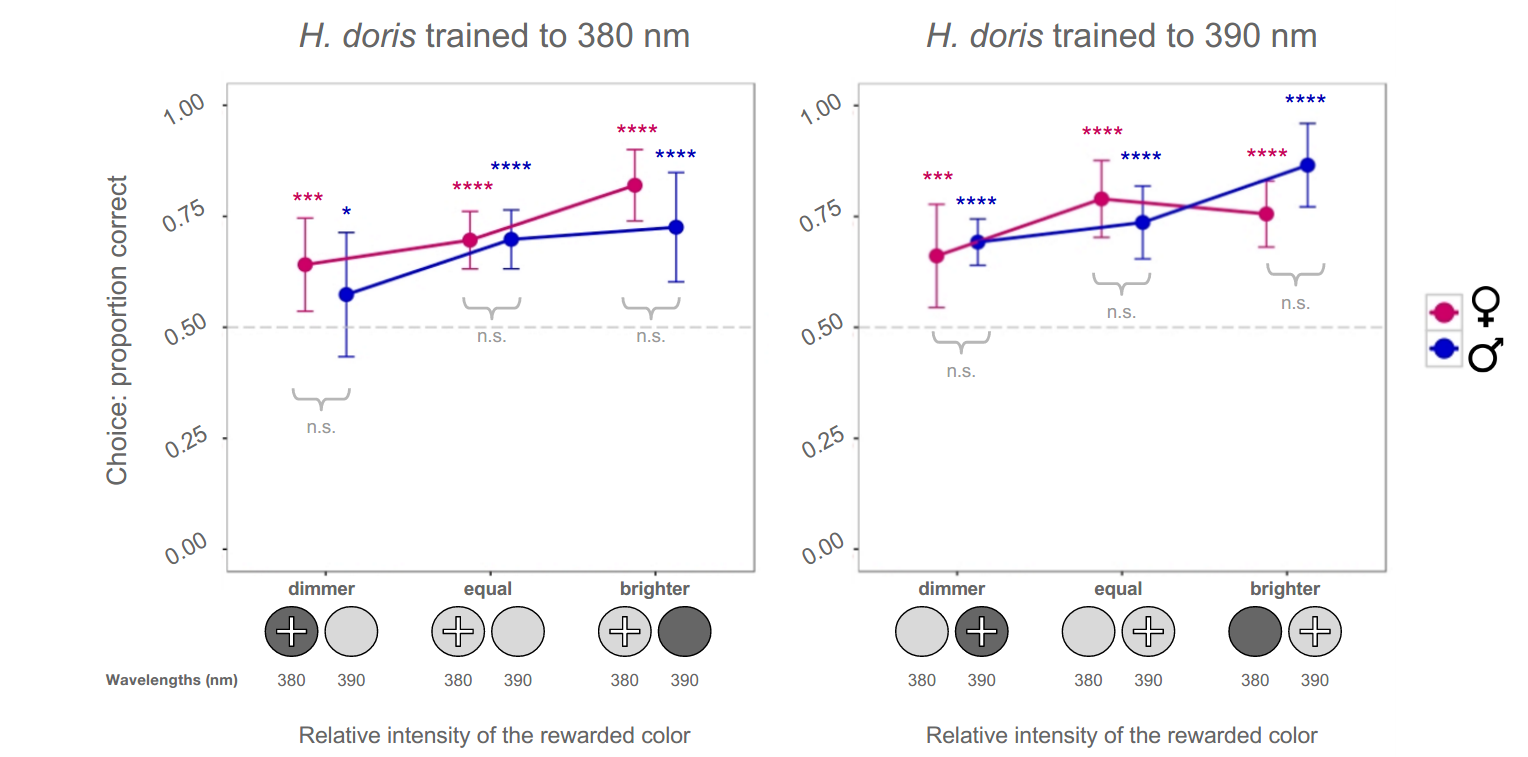 H. doris trained to 380 nm
H. doris trained to 390 nm
Choice: proportion correct
1.00
0.75
0.50
0.25
0.00
***
*
****
****
****
****
n.s.
n.s.
n.s.
dimmer
equal
brighter
1.00
0.75
0.50
0.25
0.00
***
****
****
****
****
****
n.s.
n.s.
n.s.
dimmer
equal
brighter
♀
♂
Wavelengths (nm) 380 390 380 390 380 390
380 390 380 390 380 390
Relative intensity of the rewarded color
Relative intensity of the rewarded color